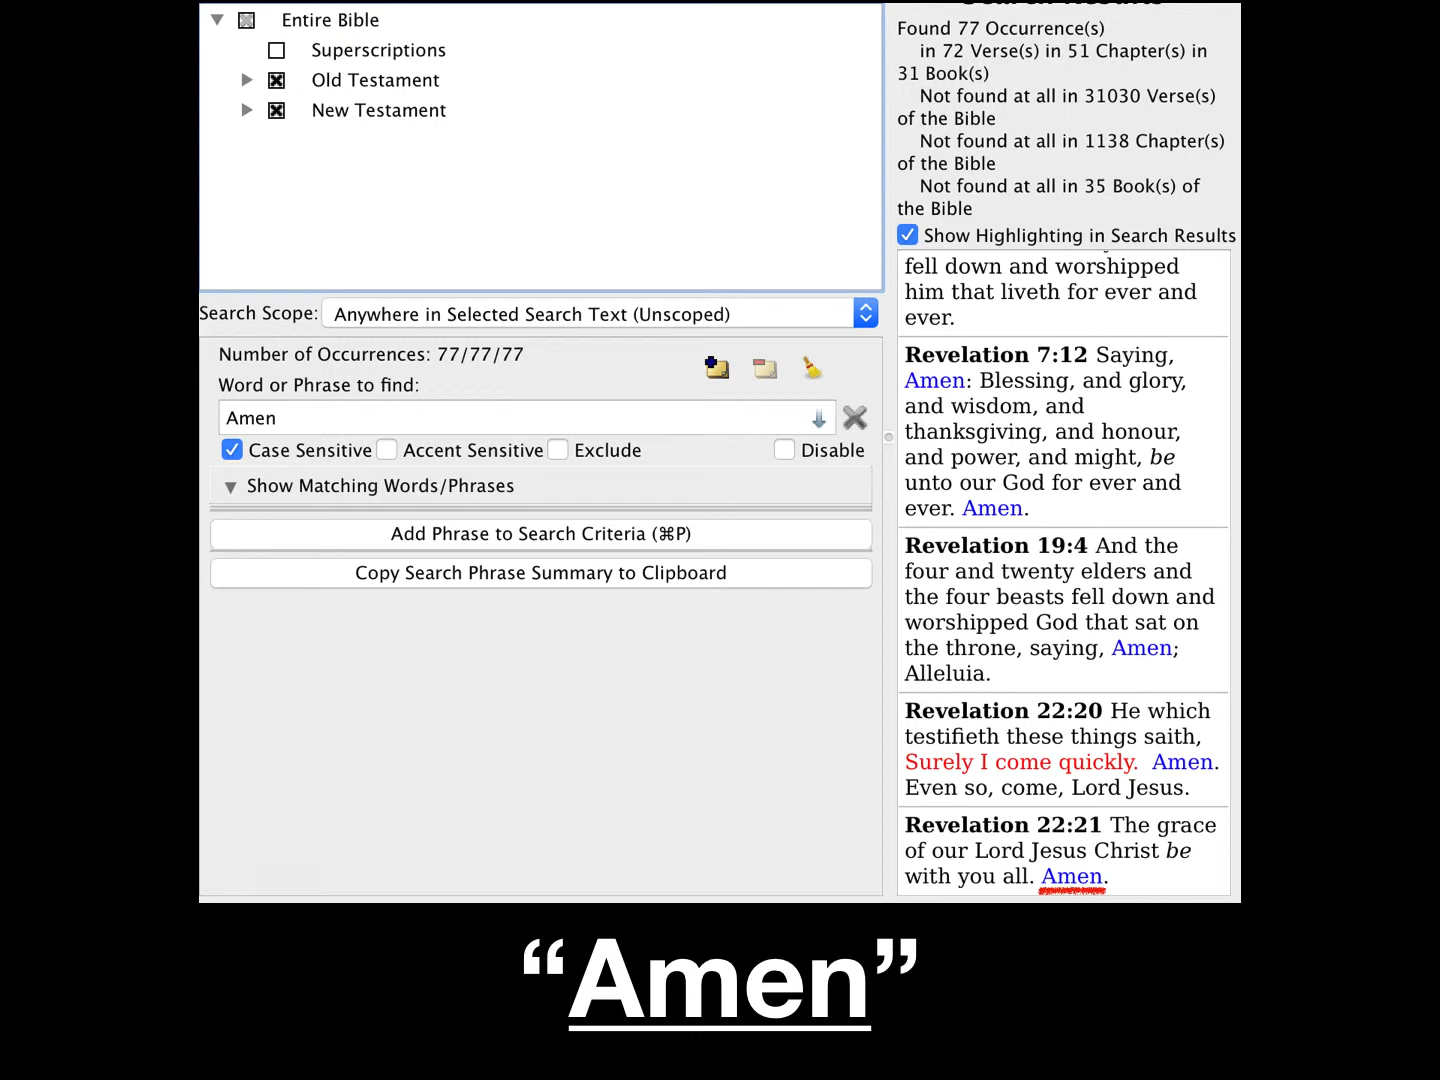 Entire Bible
Superscriptions
Old Testament
New Testament
Search Scope: Anywhere in Selected Search Text (Unscoped)
Number of Occurrences: 77/77/77
Word or Phrase to find:
Amen
Case Sensitive Accent Sensitive Exclude Disable
Show Matching Words/Phrases
Add Phrase to Search Criteria (⌘P)
Copy Search Phrase Summary to Clipboard
Found 77 Occurrence(s)
in 72 Verse(s) in 51 Chapter(s) in
31 Book(s)
Not found at all in 31030 Verse(s)
of the Bible
Not found at all in 1138 Chapter(s)
of the Bible
Not found at all in 35 Book(s) of
the Bible
Show Highlighting in Search Results
fell down and worshipped
him that liveth for ever and
ever.
Revelation 7:12 Saying,
Amen: Blessing, and glory,
and wisdom, and
thanksgiving, and honour,
and power, and might, be
unto our God for ever and
ever. Amen.
Revelation 19:4 And the
four and twenty elders and
the four beasts fell down and
worshipped God that sat on
the throne, saying, Amen;
Alleluia.
Revelation 22:20 He which
testifieth these things saith,
Surely I come quickly. Amen.
Even so, come, Lord Jesus.
Revelation 22:21 The grace
of our Lord Jesus Christ be
with you all. Amen.
“Amen”